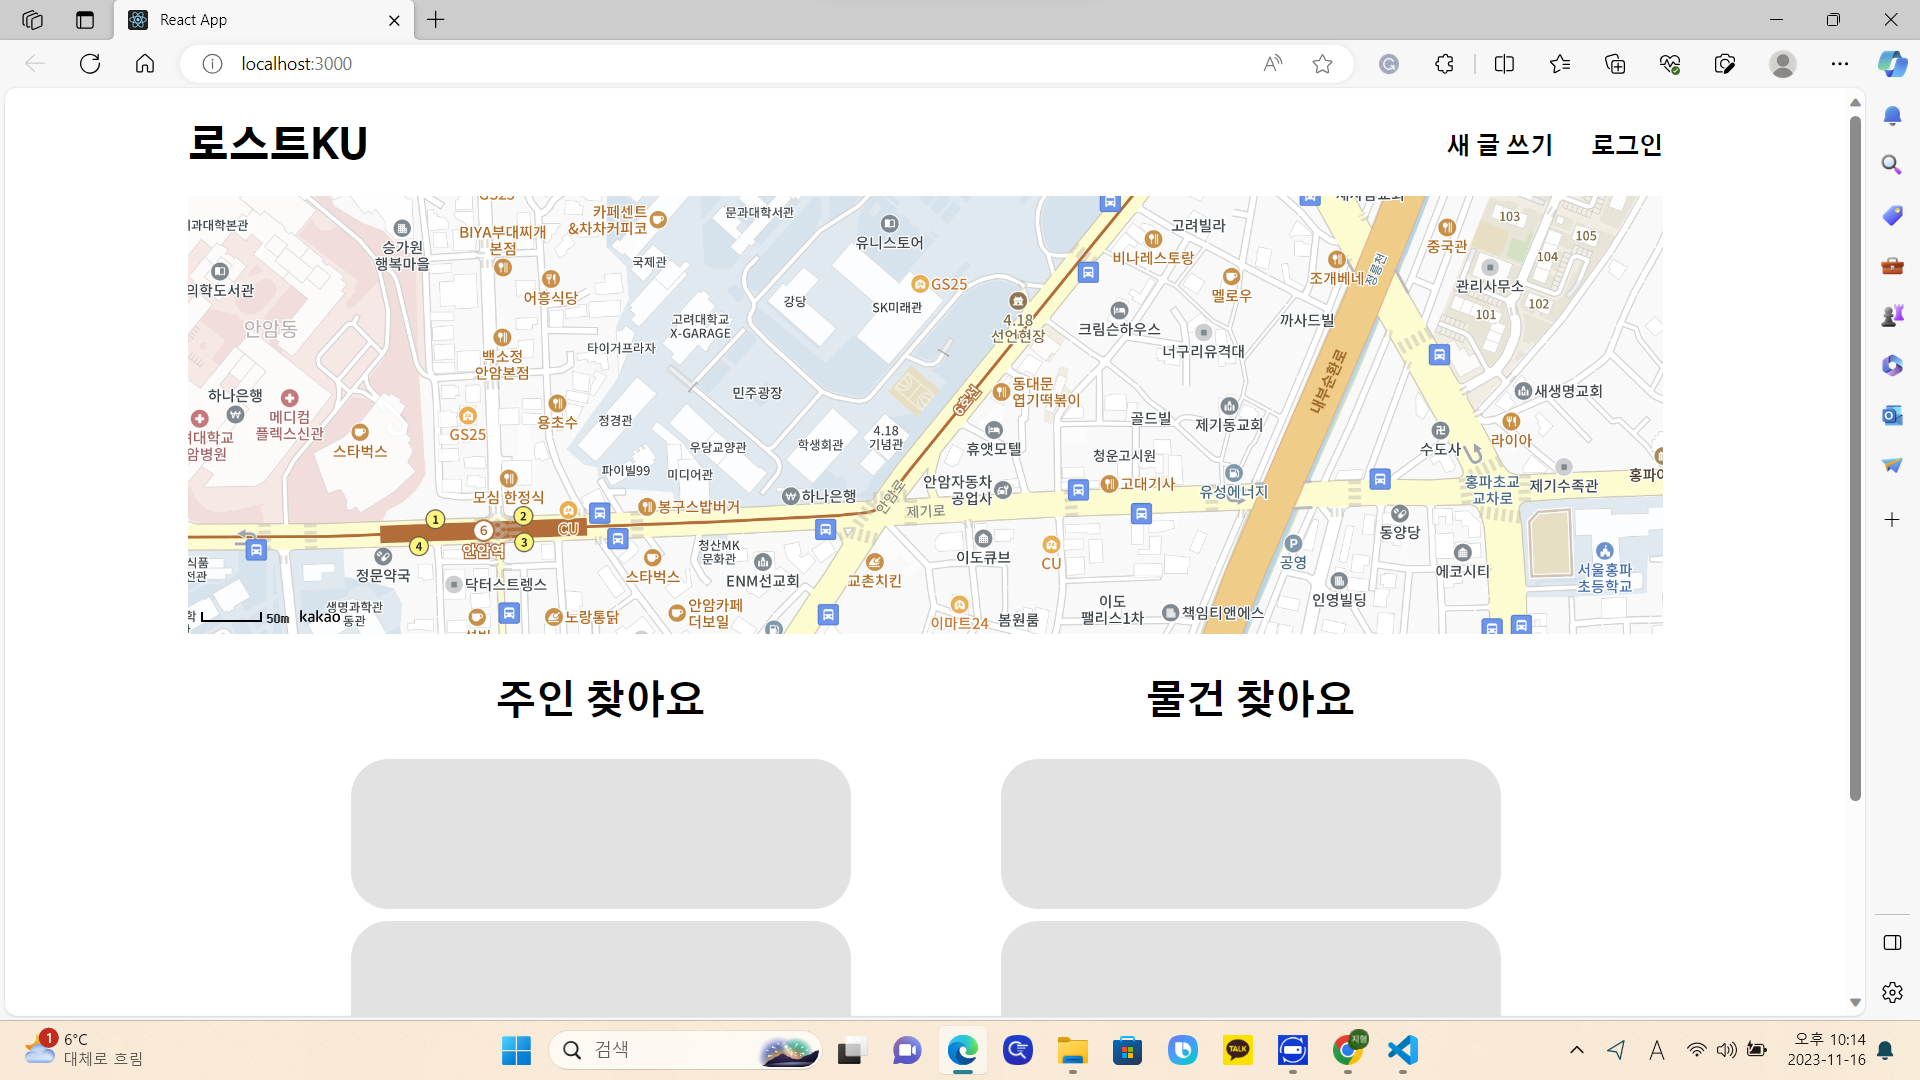 React App
localhost:3000
로스트KU
새 글 쓰기
로그인
GS25
카페센트
&차차커피코
문과대학서관
유니스토어
고려빌라
103
105
104
102
101
중국관
BIYA부대찌개
본점
승가원
행복마을
국제관
비나레스토랑
조개베네
정릉천
관리사무소
의학도서관
어흥식당
강당
GS25
SK미래관
멜로우
안암동
고려대학교
X-GARAGE
4.18
선언현장
크림슨하우스
까사드빌
타이거프라자
백소정
안암본점
너구리유격대
내부순환로
하나은행
메디컴
플렉스신관
민주광장
6호선
동대문
엽기떡볶이
새생명교회
스타벅스
GS25
용초수
정경관
골드빌
제기동교회
라이아
우당교양관
학생회관
4.18
기념관
휴앳모텔
수도사
파이빌99
미디어관
청운고시원
모심 한정식
하나은행
안암로
안암자동차
공업사
고대기사
유성에너지
홍파초교
교차로
제기수족관
봉구스밥버거
제기로
1
2
CU
6
안암역
4
3
동양당
정문약국
닥터스트렝스
청산MK
문화관
스타벅스
ENM선교회
교촌치킨
이도큐브
CU
공영
에코시티
서울홍파
초등학교
인영빌딩
50m
kakao
생명과학관
동관
노랑통닭
안암카페
더보일
이마트24
봄원룸
이도
팰리스1차
책임티앤에스
주인 찾아요
물건 찾아요
1
6°C
대체로 흐림
검색
TALK
지형
A
오후 10:14
2023-11-16